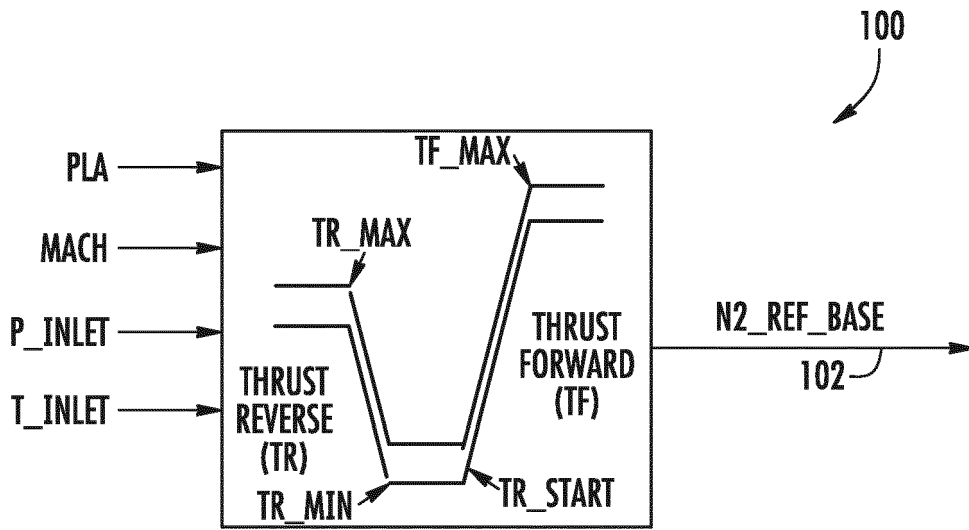 100
PLA
MACH
P_INLET
T_INLET
TF_MAX
TR_MAX
THRUST
REVERSE
(TR)
THRUST
FORWARD
(TF)
TR_MIN
TR_START
N2_REF_BASE
102